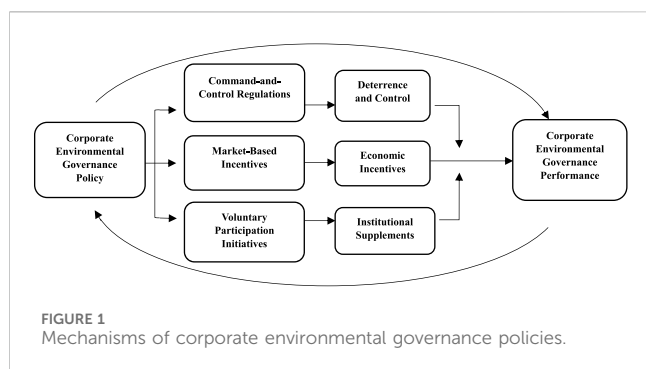 Command-and-
Control Regulations
Deterrence
and Control
Corporate
Environmental
Governance
Policy
Market-Based
Incentives
Economic
Incentives
Corporate
Environmental
Governance
Performance
Voluntary
Participation
Initiatives
Institutional
Supplements
FIGURE 1
Mechanisms of corporate environmental governance policies.